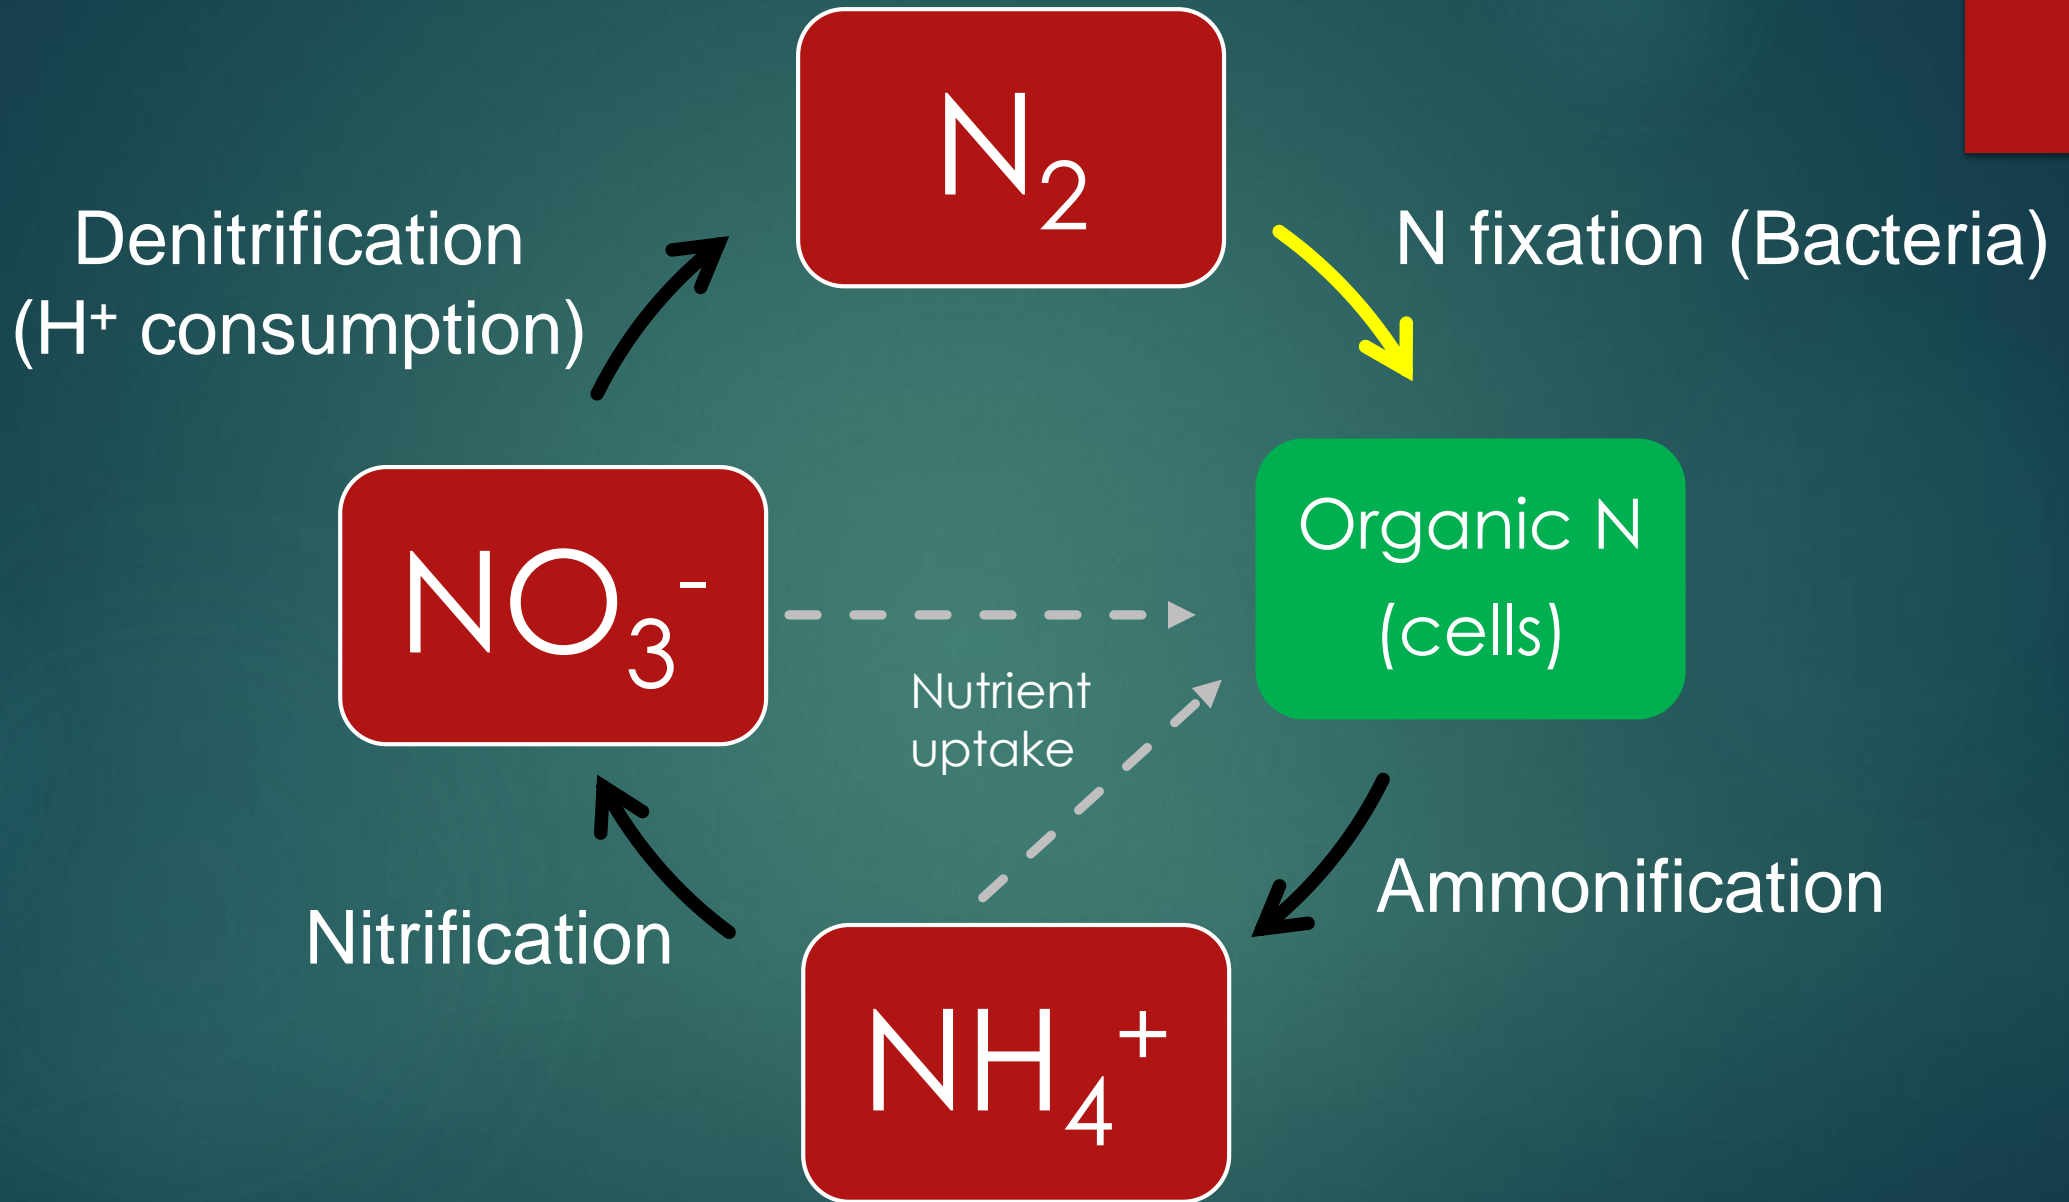 N₂
Denitrification
(H⁺ consumption)
N fixation (Bacteria)
NO₃⁻
Organic N
(cells)
Nutrient
uptake
Nitrification
Ammonification
NH₄⁺